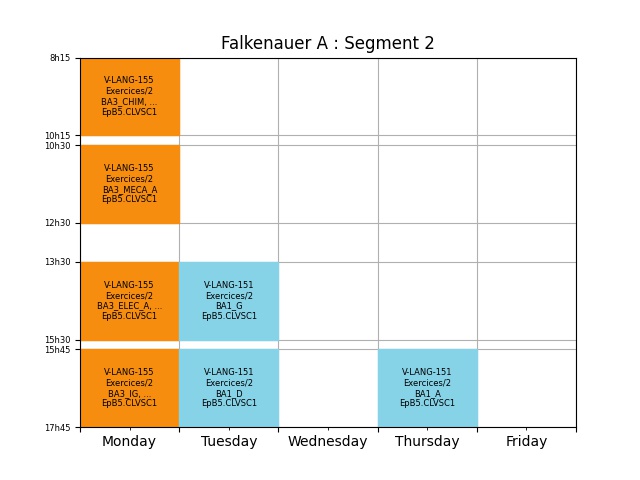 Falkenauer A : Segment 2
8h15
V-LANG-155
Exercices/2
BA3_CHIM, ...
EpB5.CLVSC1
10h15
10h30
V-LANG-155
Exercices/2
BA3_MECA_A
EpB5.CLVSC1
12h30
13h30
V-LANG-155
Exercices/2
BA3_ELEC_A, ...
EpB5.CLVSC1
V-LANG-151
Exercices/2
BA1_G
EpB5.CLVSC1
15h30
15h45
V-LANG-155
Exercices/2
BA3_IG, ...
EpB5.CLVSC1
V-LANG-151
Exercices/2
BA1_D
EpB5.CLVSC1
V-LANG-151
Exercices/2
BA1_A
EpB5.CLVSC1
17h45
Monday
Tuesday
Wednesday
Thursday
Friday